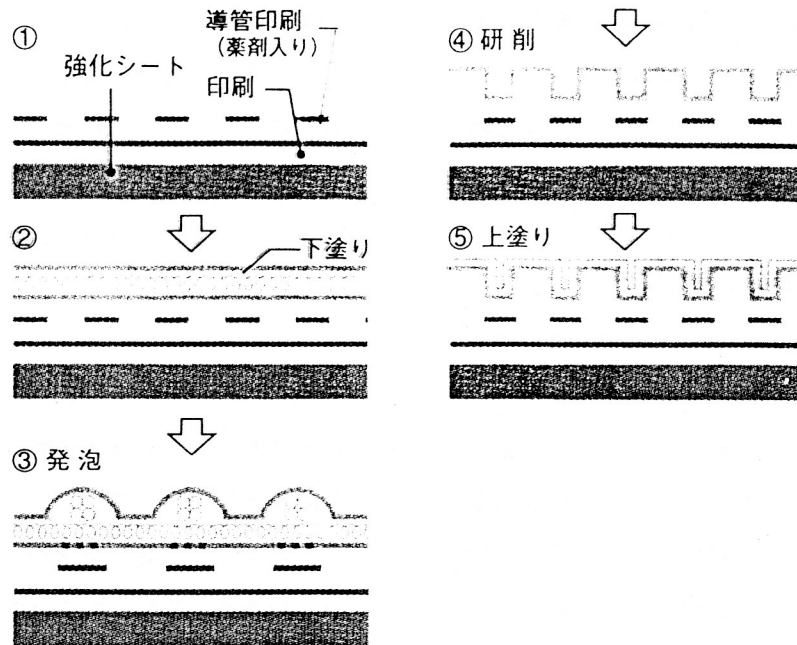 ①
導管印刷
（薬剤入り）
強化シート
印刷
②
下塗り
③ 発泡
④ 研削
⑤ 上塗り